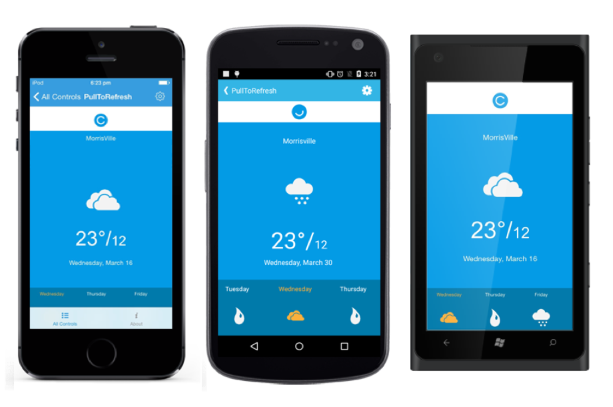 iPod 8:23 pm
All Controls PullToRefresh
MorrisVille
23°/12
Wednesday, March 16
Wednesday Thursday Friday
All Controls About
3:21
PullToRefresh
Morrisville
23°/12
Wednesday, March 30
Tuesday Wednesday Thursday
MorrisVille
23°/12
Wednesday, March 16
Wednesday Thursday Friday